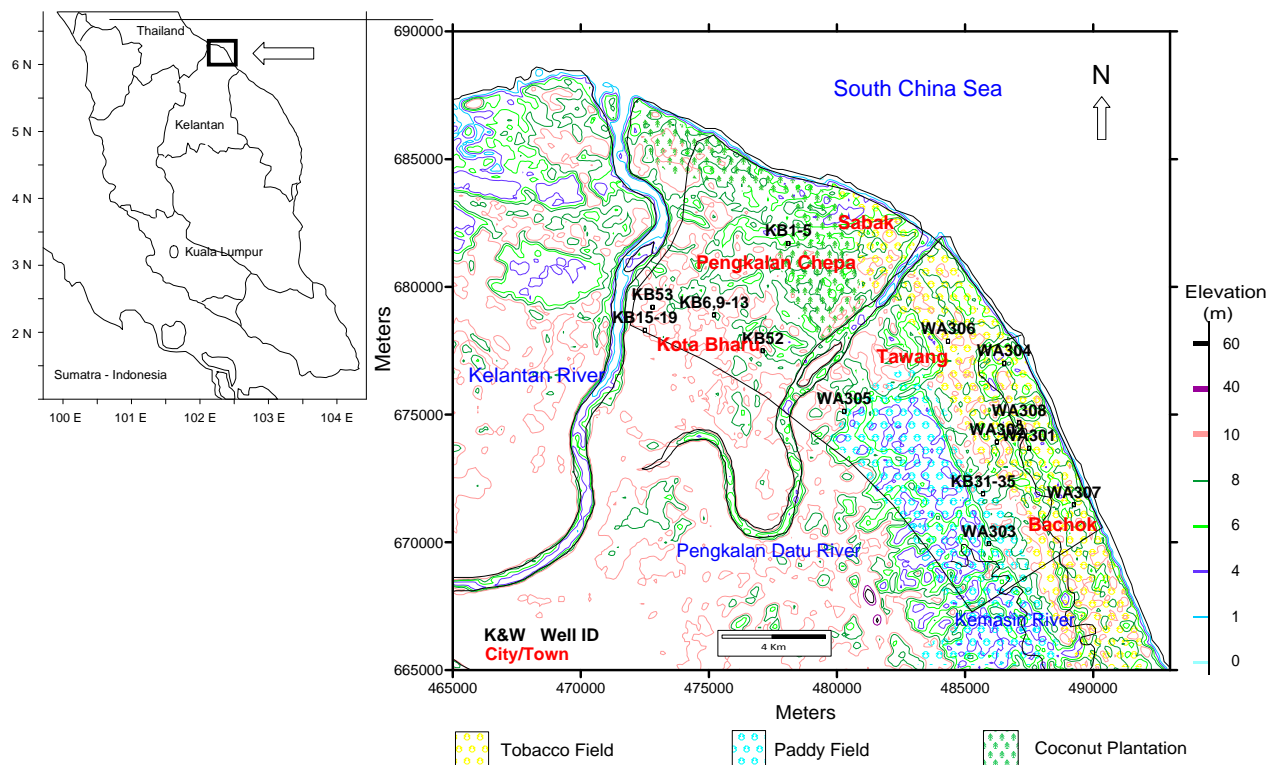 Thailand
6 N
Kelantan
5 N
4 N
Kuala Lumpur
3 N
2 N
Sumatra - Indonesia
100 E
101 E
102 E
103 E
104 E
690000
685000
680000
675000
670000
665000
Meters
South China Sea
N
Sabak
KB1-5
Pengkalan Chepa
KB53
KB6,9-13
KB15-19
KB52
Kota Bharu
WA306
WA304
Tawang
Kelantan River
WA305
WA308
WA302
WA301
KB31-35
WA307
Bachok
WA303
Pengkalan Datu River
Kemasin River
K&W Well ID
City/Town
4 Km
465000
470000
475000
480000
485000
490000
Meters
Elevation
(m)
60
40
10
8
6
4
1
0
Tobacco Field
Paddy Field
Coconut Plantation